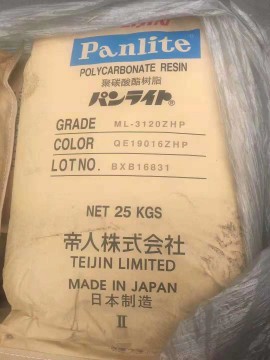 Panlite
POLYCARBONATE RESIN
聚碳酸酯树脂
パンライト®
GRADE ML-3120ZHP
COLOR QE19016ZHP
LOT NO. BXB16831
NET 25 KGS
帝人株式会社
TEIJIN LIMITED
MADE IN JAPAN
日本制造
II